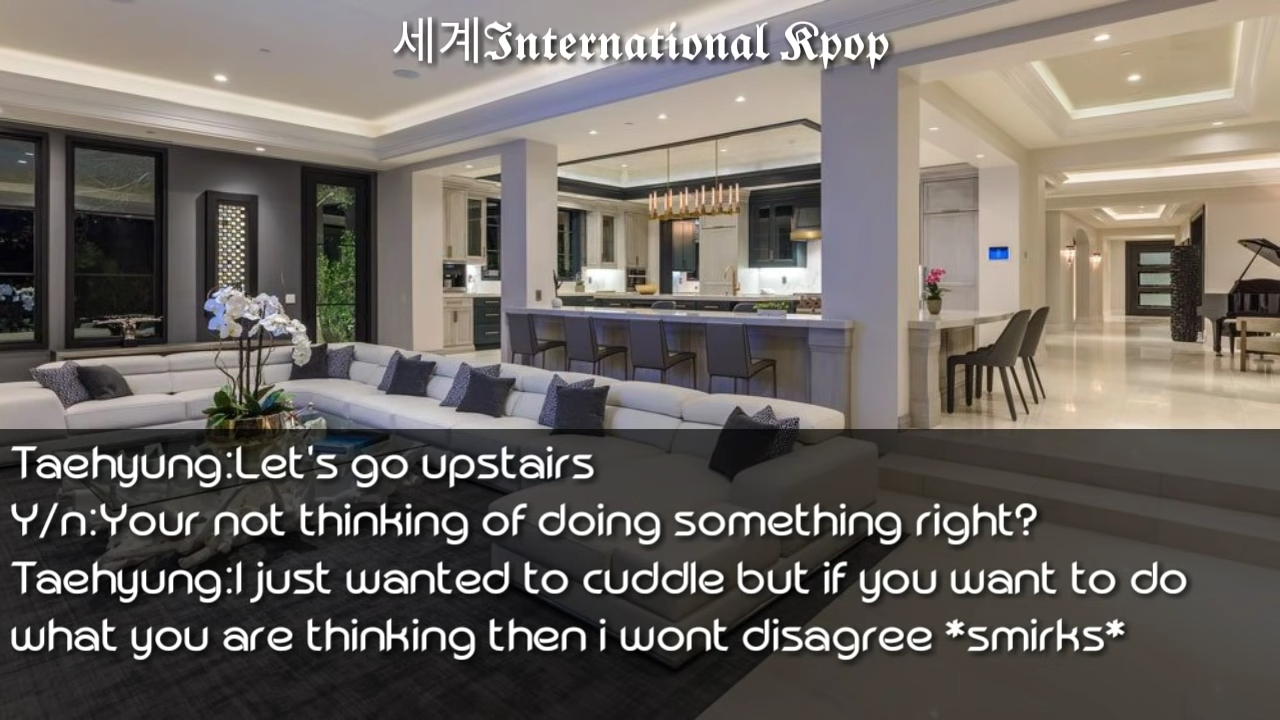 세계International Kpop
Taehyung:Let's go upstairs
Y/n:Your not thinking of doing something right?
Taehyung:I just wanted to cuddle but if you want to do
what you are thinking then i wont disagree *smirks*